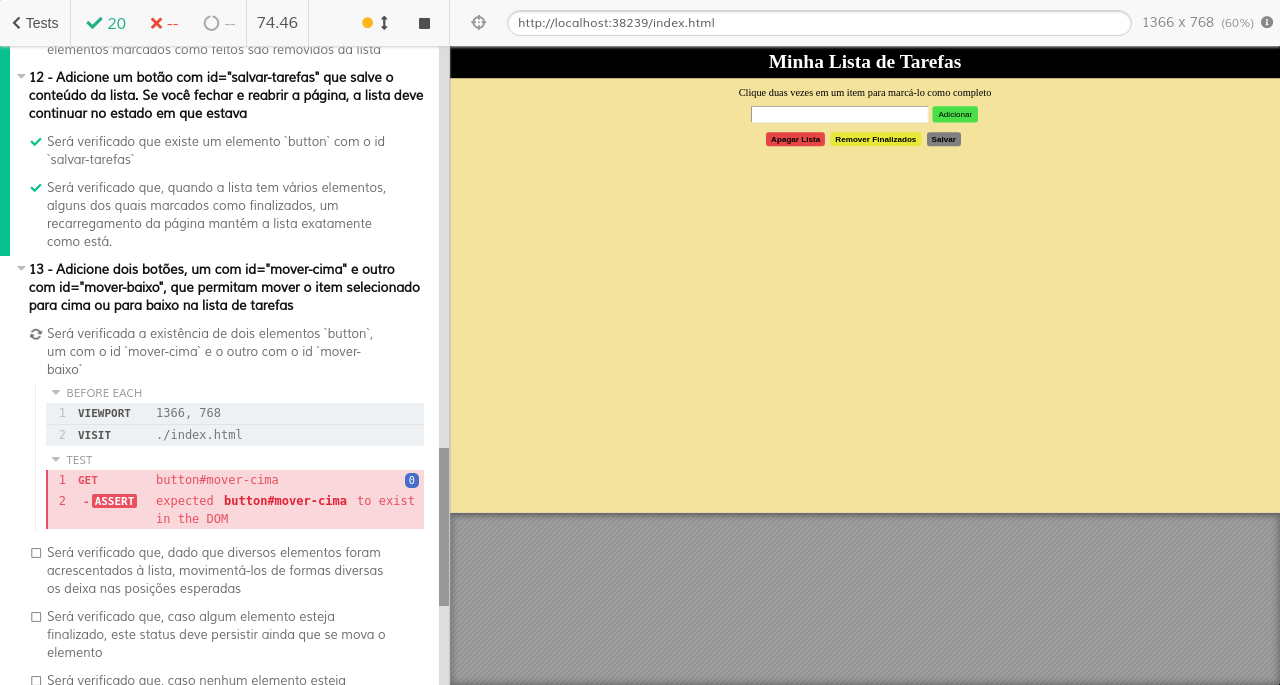 Tests
20
--
--
74.46
http://localhost:38239/index.html
1366 x 768 (60%)
elementos marcados como feitos são removidos da lista
12 - Adicione um botão com id="salvar-tarefas" que salve o
conteúdo da lista. Se você fechar e reabrir a página, a lista deve
continuar no estado em que estava
Será verificado que existe um elemento `button` com o id
`salvar-tarefas`
Será verificado que, quando a lista tem vários elementos,
alguns dos quais marcados como finalizados, um
recarregamento da página mantém a lista exatamente
como está.
13 - Adicione dois botões, um com id="mover-cima" e outro
com id="mover-baixo", que permitam mover o item selecionado
para cima ou para baixo na lista de tarefas
Será verificada a existência de dois elementos `button`,
um com o id `mover-cima` e o outro com o id `mover-
baixo`
BEFORE EACH
1 VIEWPORT 1366, 768
2 VISIT ./index.html
TEST
1 GET button#mover-cima 0
2 -ASSERT expected button#mover-cima to exist
in the DOM
Será verificado que, dado que diversos elementos foram
acrescentados à lista, movimentá-los de formas diversas
os deixa nas posições esperadas
Será verificado que, caso algum elemento esteja
finalizado, este status deve persistir ainda que se mova o
elemento
Será verificado que, caso nenhum elemento esteja
Minha Lista de Tarefas
Clique duas vezes em um item para marcá-lo como completo
Adicionar
Apagar Lista Remover Finalizados Salvar